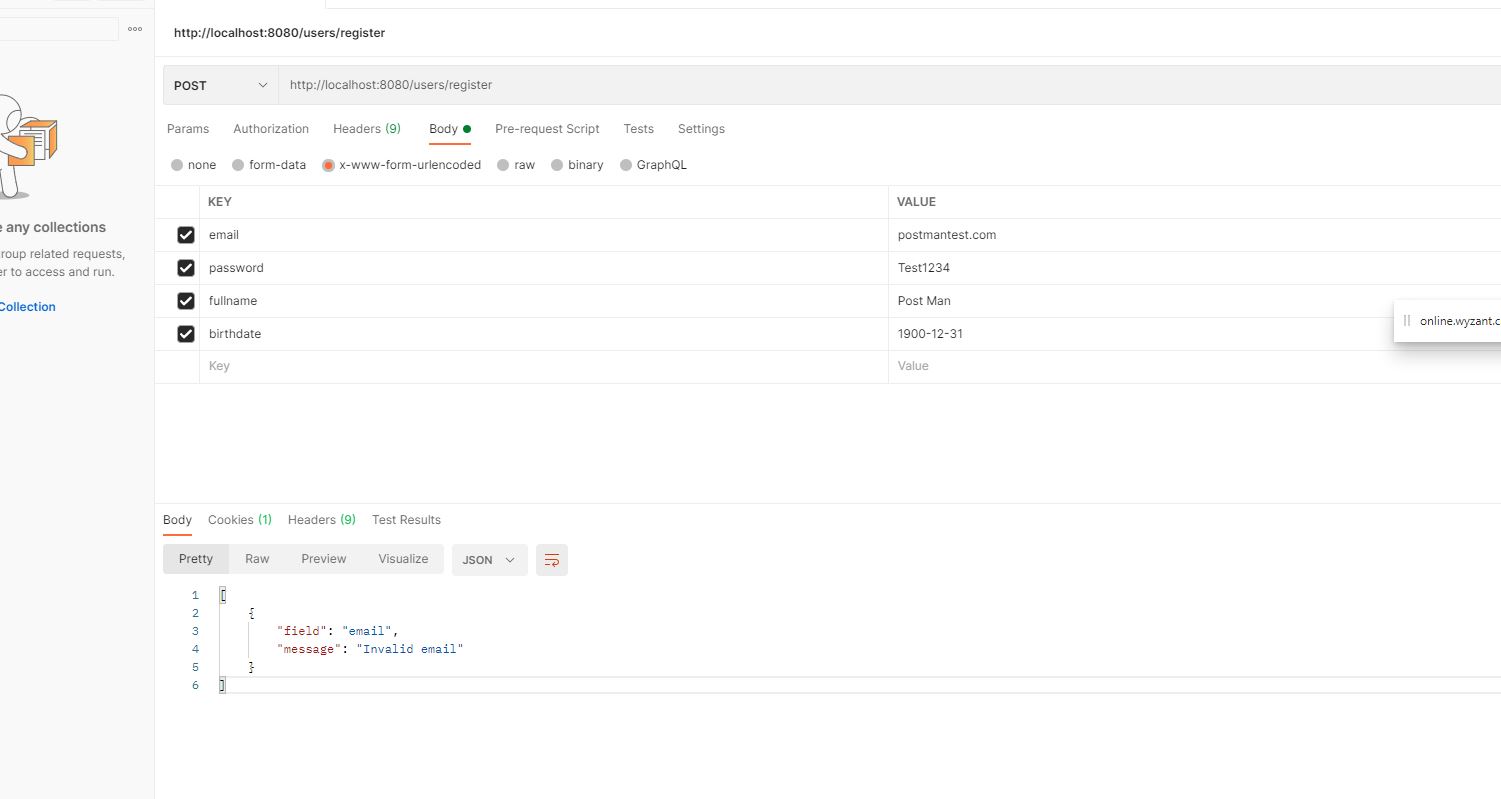 http://localhost:8080/users/register
POST http://localhost:8080/users/register
Params Authorization Headers (9) Body Pre-request Script Tests Settings
none form-data x-www-form-urlencoded raw binary GraphQL
KEY VALUE
email postmantest.com
password Test1234
fullname Post Man
birthdate 1900-12-31
Key Value
any collections
roup related requests,
er to access and run.
Collection
online.wyzant.c
Body Cookies (1) Headers (9) Test Results
Pretty Raw Preview Visualize JSON
1 [
2 {
3 "field": "email",
4 "message": "Invalid email"
5 }
6 ]